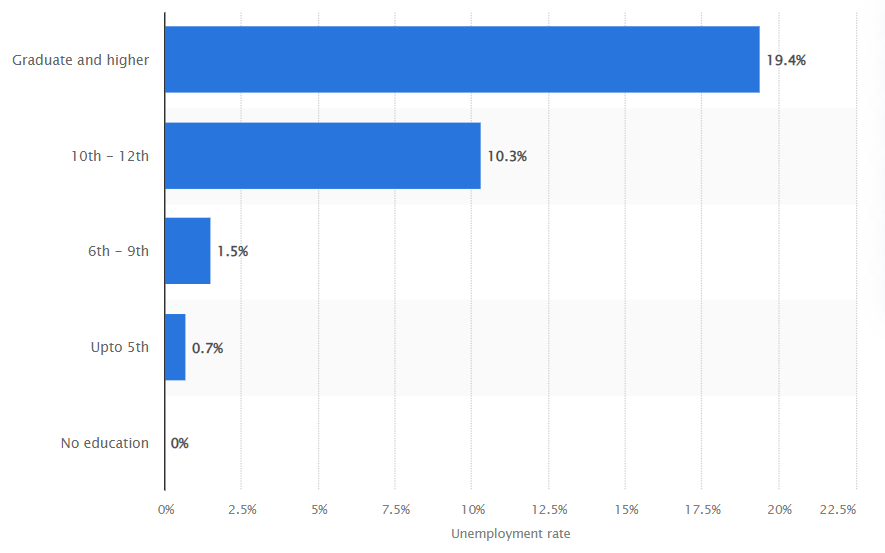 Graduate and higher
19.4%
10th – 12th
10.3%
6th – 9th
1.5%
Upto 5th
0.7%
No education
0%
0% 2.5% 5% 7.5% 10% 12.5% 15% 17.5% 20% 22.5%
Unemployment rate